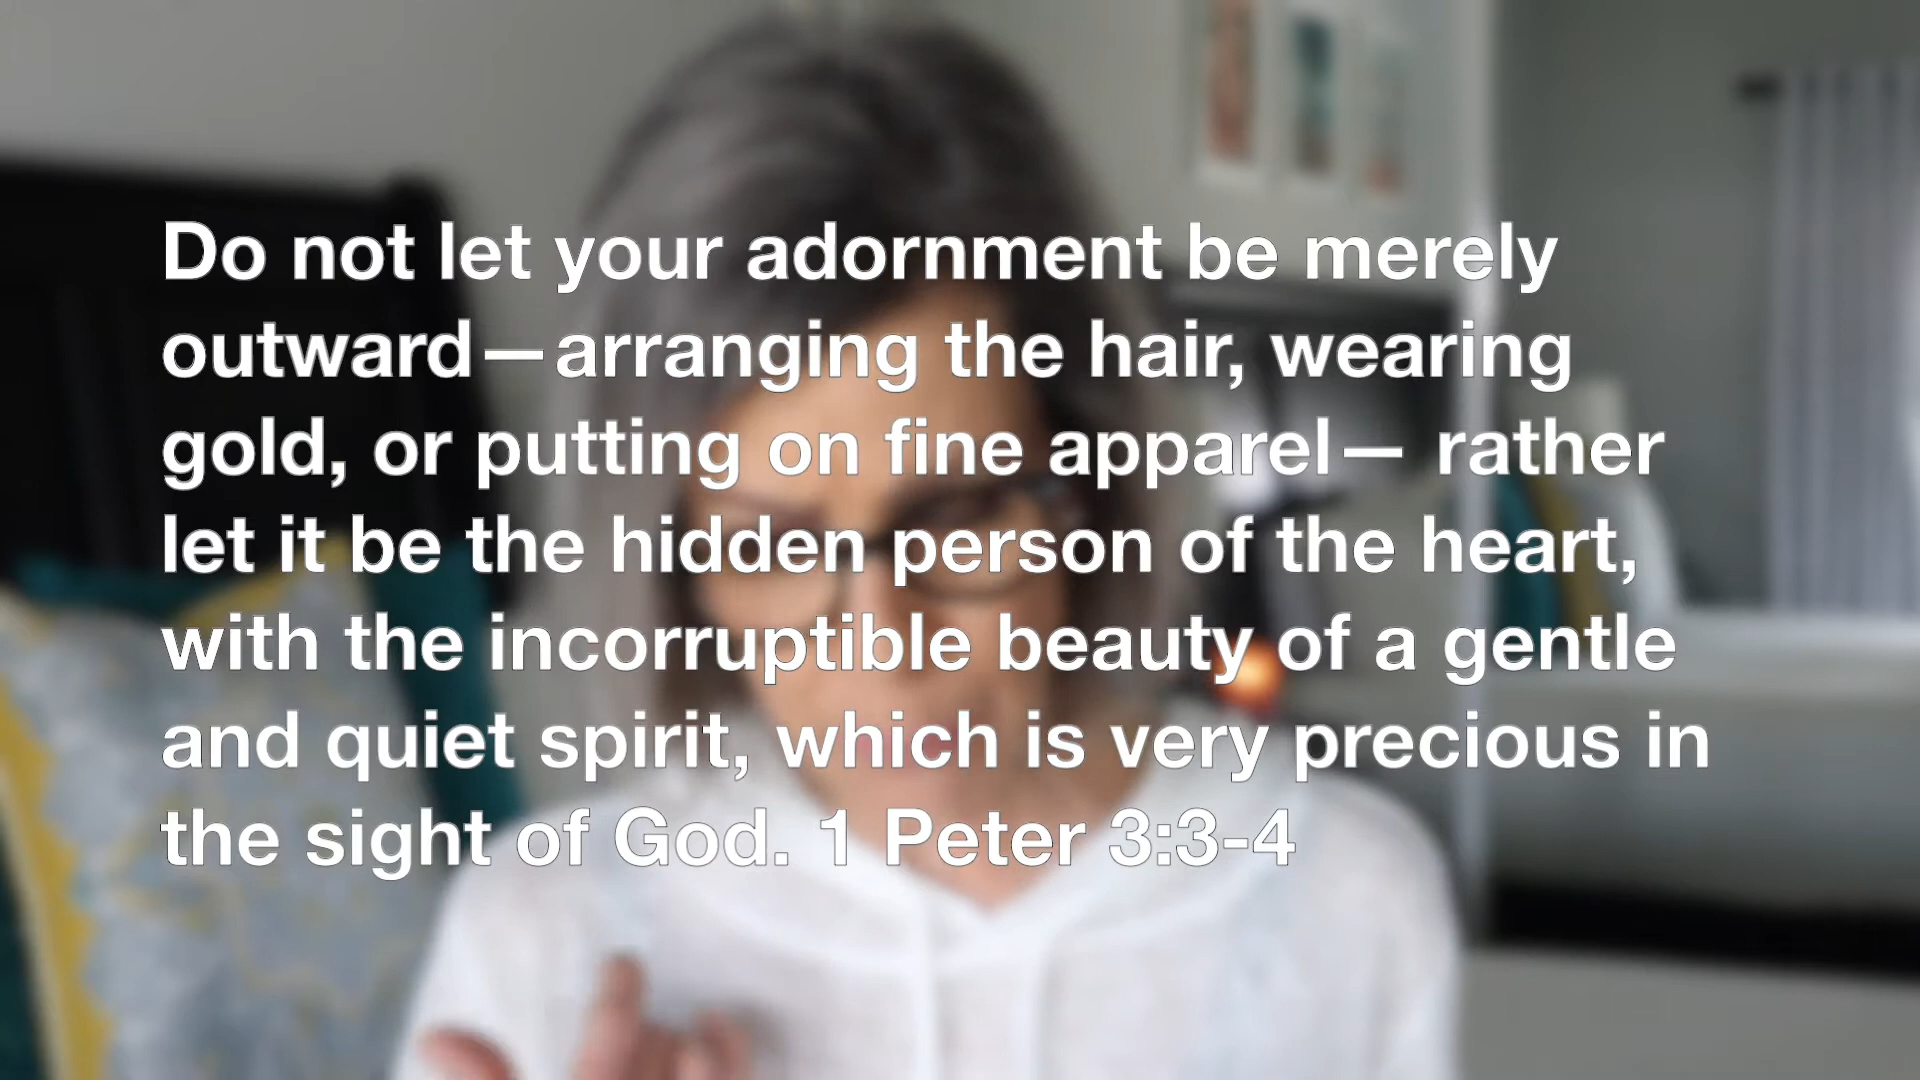 Do not let your adornment be merely
outward—arranging the hair, wearing
gold, or putting on fine apparel— rather
let it be the hidden person of the heart,
with the incorruptible beauty of a gentle
and quiet spirit, which is very precious in
the sight of God. 1 Peter 3:3-4